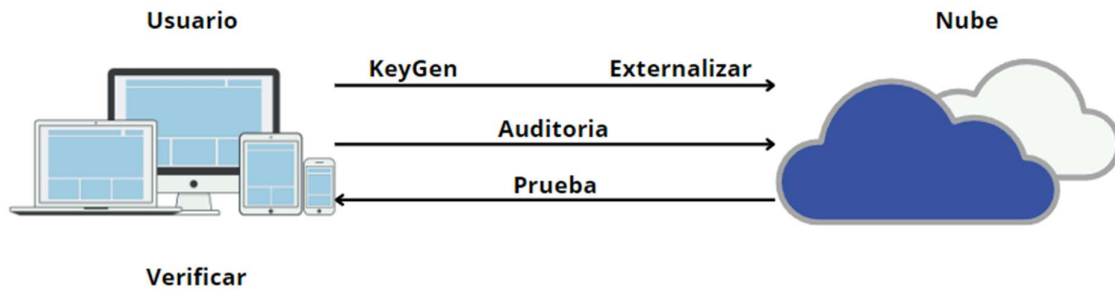 Usuario
Nube
KeyGen
Externalizar
Auditoria
Prueba
Verificar